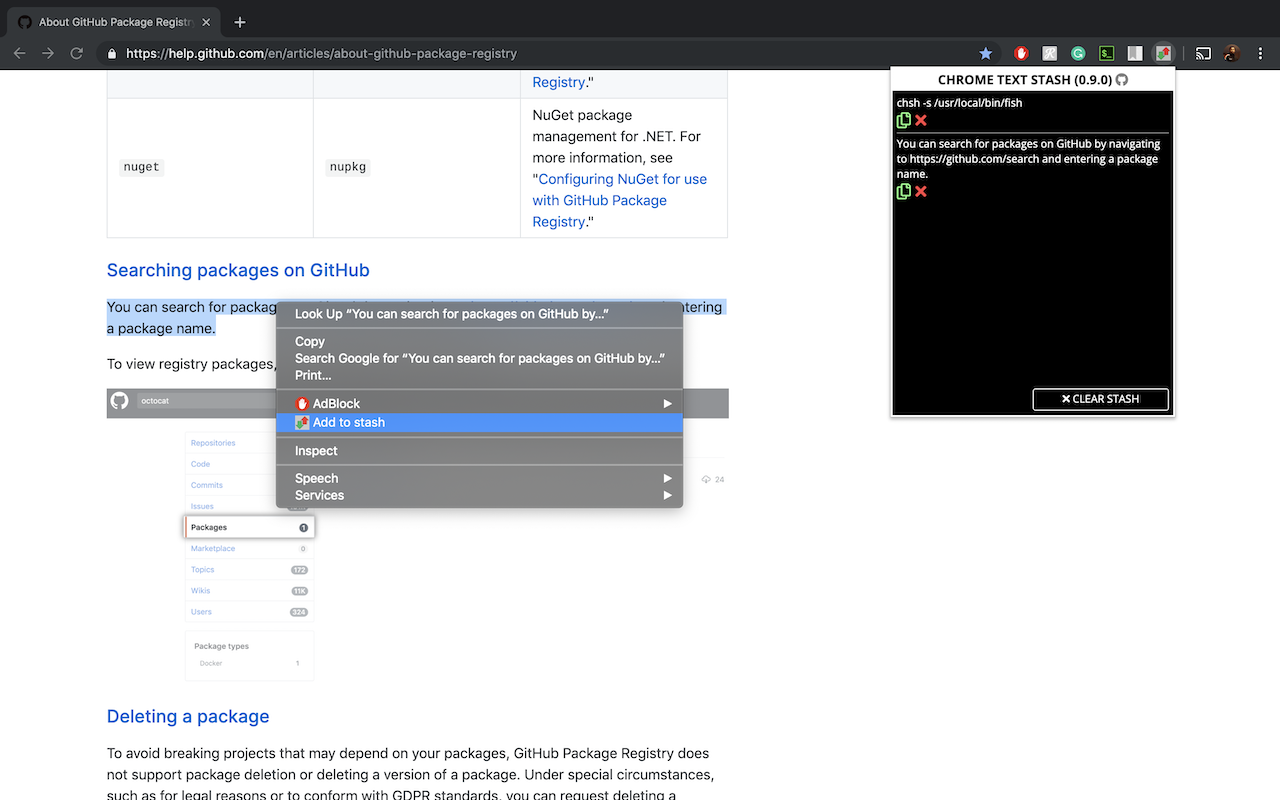 About GitHub Package Registry
https://help.github.com/en/articles/about-github-package-registry
Registry."
nuget
nupkg
NuGet package
management for .NET. For
more information, see
"Configuring NuGet for use
with GitHub Package
Registry."
Searching packages on GitHub
You can search for packag
ntering
a package name.
To view registry packages,
octocat
Repositories
Code
Commits
Issues
Packages 1
Marketplace 0
Topics 172
Wikis 11K
Users 324
Package types
Docker 1
24
Look Up “You can search for packages on GitHub by...”
Copy
Search Google for “You can search for packages on GitHub by...”
Print...
AdBlock
Add to stash
Inspect
Speech
Services
Deleting a package
To avoid breaking projects that may depend on your packages, GitHub Package Registry does
not support package deletion or deleting a version of a package. Under special circumstances,
such as for legal reasons or to conform with GDPR standards, you can request deleting a
CHROME TEXT STASH (0.9.0)
chsh -s /usr/local/bin/fish
You can search for packages on GitHub by navigating
to https://github.com/search and entering a package
name.
CLEAR STASH